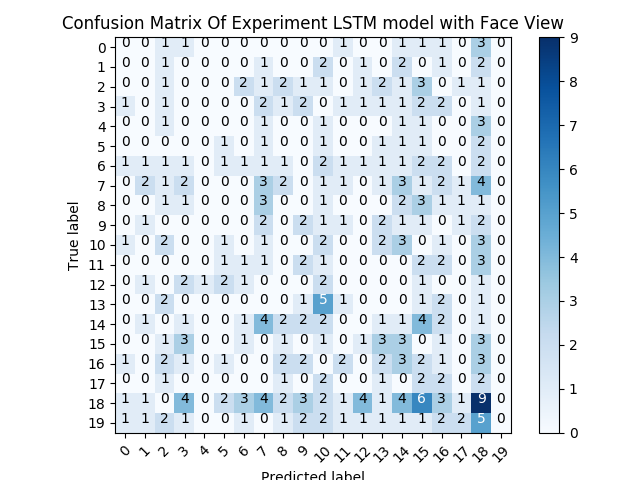 Confusion Matrix Of Experiment LSTM model with Face View
0 0 0 1 1 0 0 0 0 0 0 0 1 0 0 1 1 1 0 3 0
1 0 0 1 0 0 0 0 1 0 0 2 0 1 0 2 0 1 0 2 0
2 0 0 1 0 0 0 2 1 2 1 1 0 1 2 1 3 0 1 1 0
3 1 0 1 0 0 0 0 2 1 2 0 1 1 1 1 2 2 0 1 0
4 0 0 1 0 0 0 0 1 0 0 1 0 0 0 1 1 0 0 3 0
5 0 0 0 0 0 1 0 1 0 0 1 0 0 1 1 1 0 0 2 0
6 1 1 1 1 0 1 1 1 1 0 2 1 1 1 1 2 2 0 2 0
7 0 2 1 2 0 0 0 3 2 0 1 1 0 1 3 1 2 1 4 0
8 0 0 1 1 0 0 0 3 0 0 1 0 0 0 2 3 1 1 1 0
9 0 1 0 0 0 0 0 2 0 2 1 1 0 2 1 1 0 1 2 0
10 1 0 2 0 0 1 0 1 0 0 2 0 0 2 3 0 1 0 3 0
11 0 0 0 0 0 1 1 1 0 2 1 0 0 0 0 2 2 0 3 0
12 0 1 0 2 1 2 1 0 0 0 2 0 0 0 0 1 0 0 1 0
13 0 0 2 0 0 0 0 0 0 1 5 1 0 0 0 1 2 0 1 0
14 0 1 0 1 0 0 1 4 2 2 2 0 0 1 1 4 2 0 1 0
15 0 0 1 3 0 0 1 0 1 0 1 0 1 3 3 0 1 0 3 0
16 1 0 2 1 0 1 0 0 2 2 0 2 0 2 3 2 1 0 3 0
17 0 0 1 0 0 0 0 0 1 0 2 0 0 1 0 2 2 0 2 0
18 1 1 0 4 0 2 3 4 2 3 2 1 4 1 4 6 3 1 9 0
19 1 1 2 1 0 0 1 0 1 2 2 1 1 1 1 1 2 2 5 0
0 1 2 3 4 5 6 7 8 9 10 11 12 13 14 15 16 17 18 19
True label
Predicted label
9
8
7
6
5
4
3
2
1
0